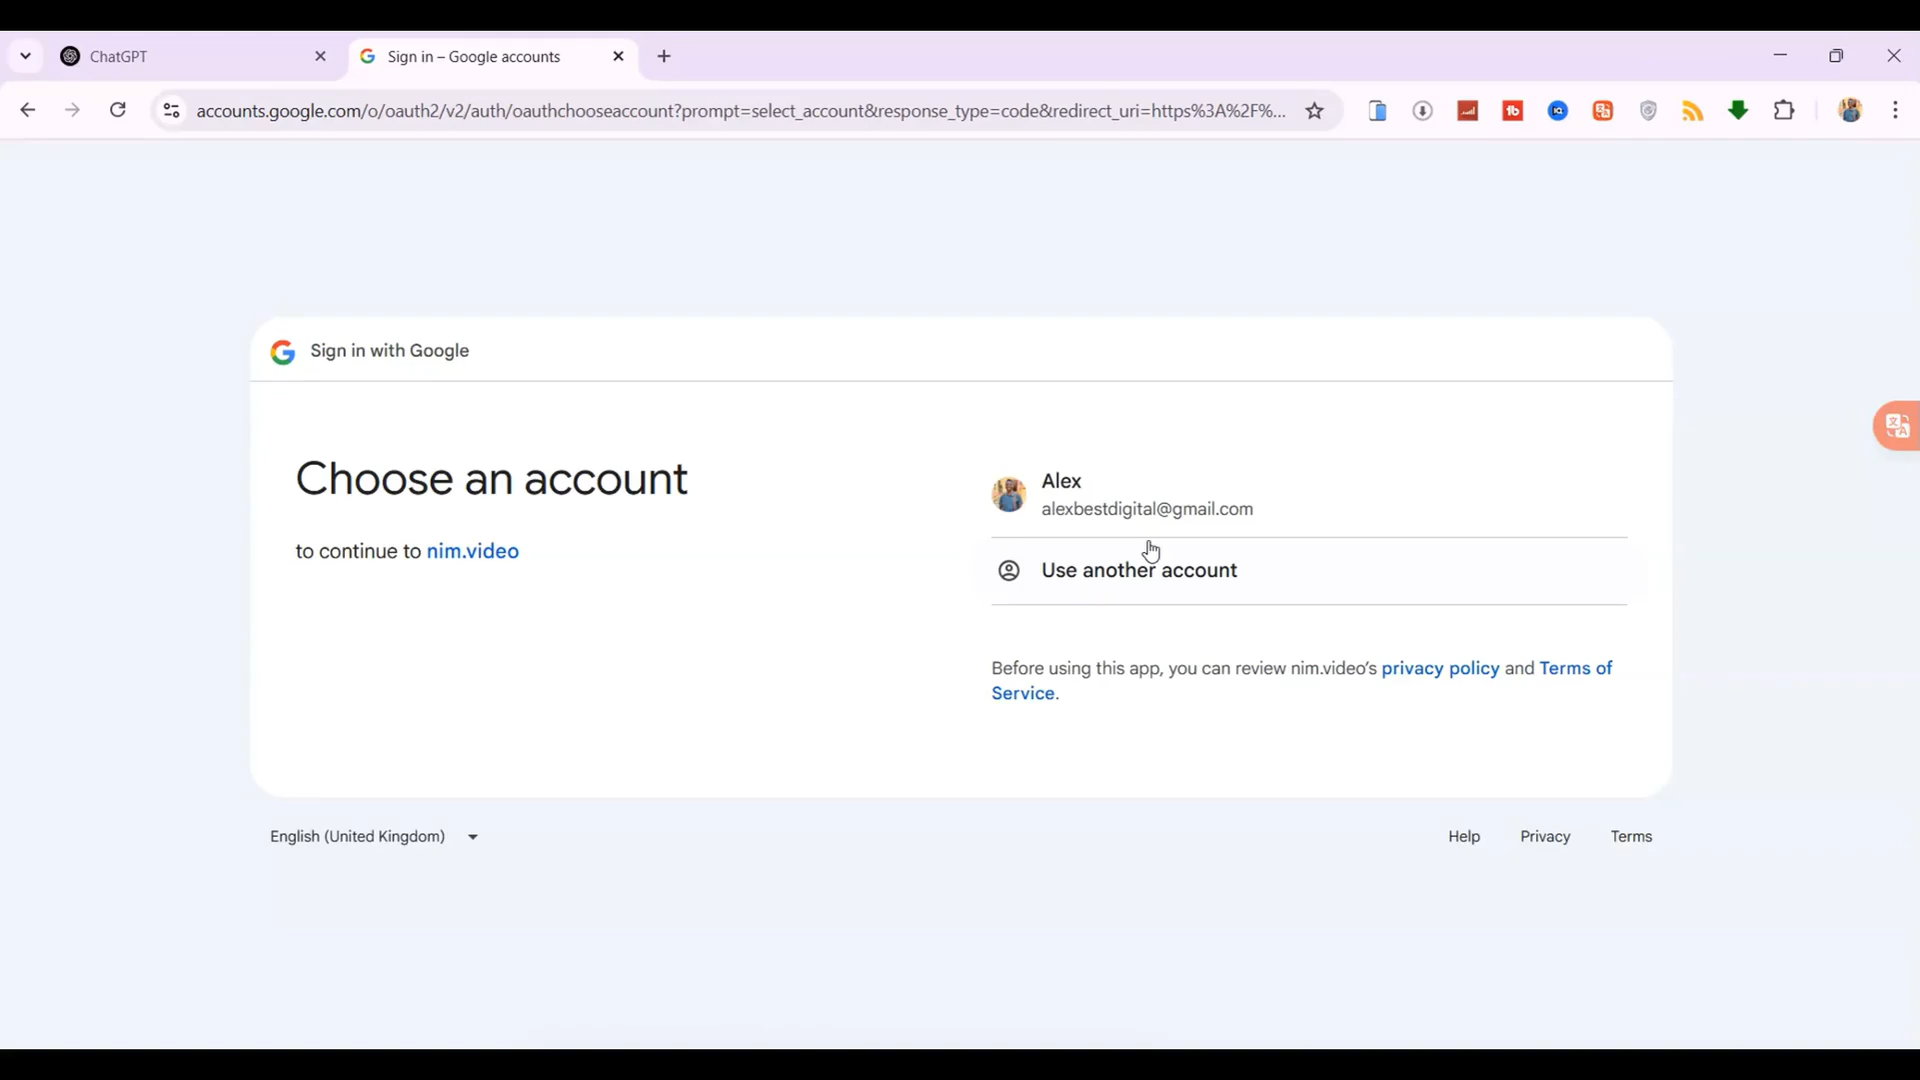 ChatGPT
Sign in – Google accounts
accounts.google.com/o/oauth2/v2/auth/oauthchooseaccount?prompt=select_account&response_type=code&redirect_uri=https%3A%2F%...
Sign in with Google
Choose an account
to continue to nim.video
Alex
alexbestdigital@gmail.com
Use another account
Before using this app, you can review nim.video’s privacy policy and Terms of
Service.
English (United Kingdom)
Help
Privacy
Terms